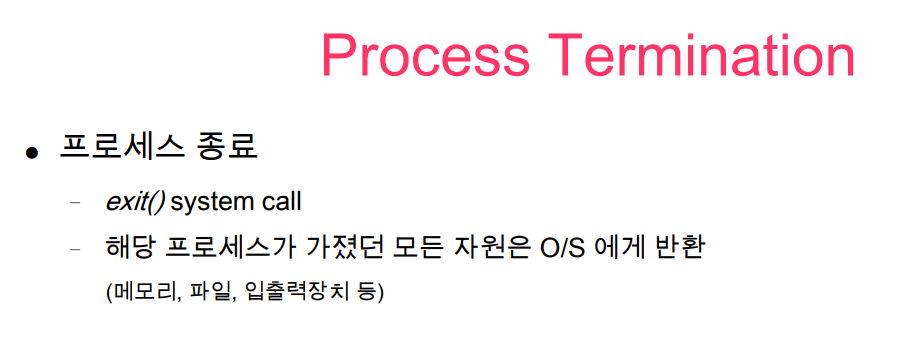 Process Termination
● 프로세스 종료
– exit() system call
– 해당 프로세스가 가졌던 모든 자원은 O/S 에게 반환
(메모리, 파일, 입출력장치 등)